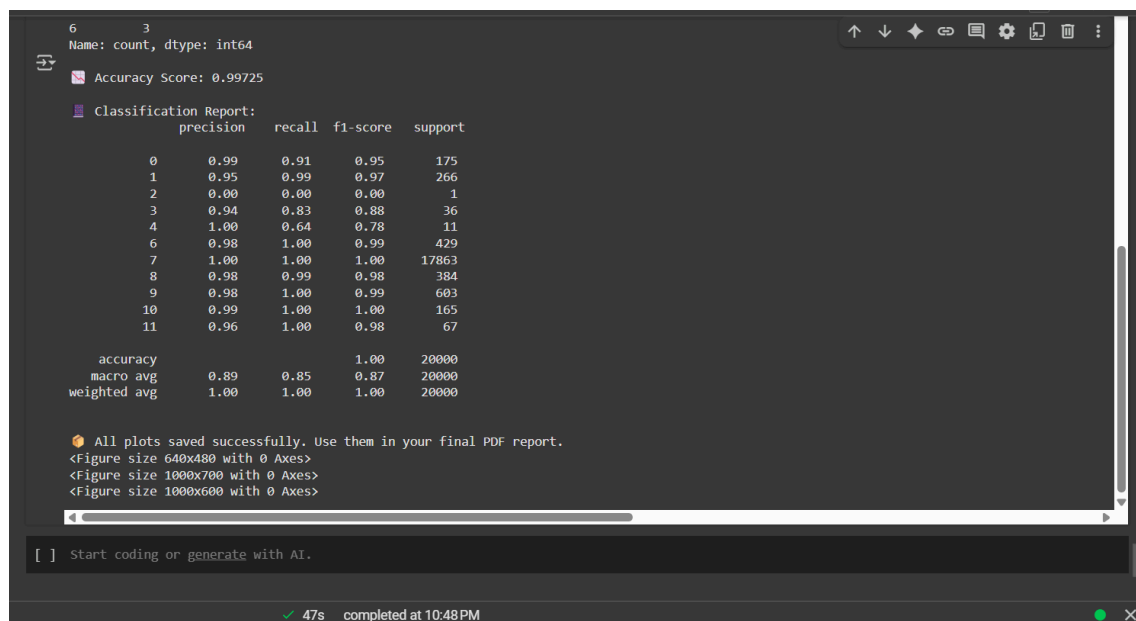 6 3
Name: count, dtype: int64
Accuracy Score: 0.99725
Classification Report:
precision recall f1-score support
0 0.99 0.91 0.95 175
1 0.95 0.99 0.97 266
2 0.00 0.00 0.00 1
3 0.94 0.83 0.88 36
4 1.00 0.64 0.78 11
6 0.98 1.00 0.99 429
7 1.00 1.00 1.00 17863
8 0.98 0.99 0.98 384
9 0.98 1.00 0.99 603
10 0.99 1.00 1.00 165
11 0.96 1.00 0.98 67
accuracy 1.00 20000
macro avg 0.89 0.85 0.87 20000
weighted avg 1.00 1.00 1.00 20000
All plots saved successfully. Use them in your final PDF report.
<Figure size 640x480 with 0 Axes>
<Figure size 1000x700 with 0 Axes>
<Figure size 1000x600 with 0 Axes>
[ ] Start coding or generate with AI.
47s completed at 10:48 PM